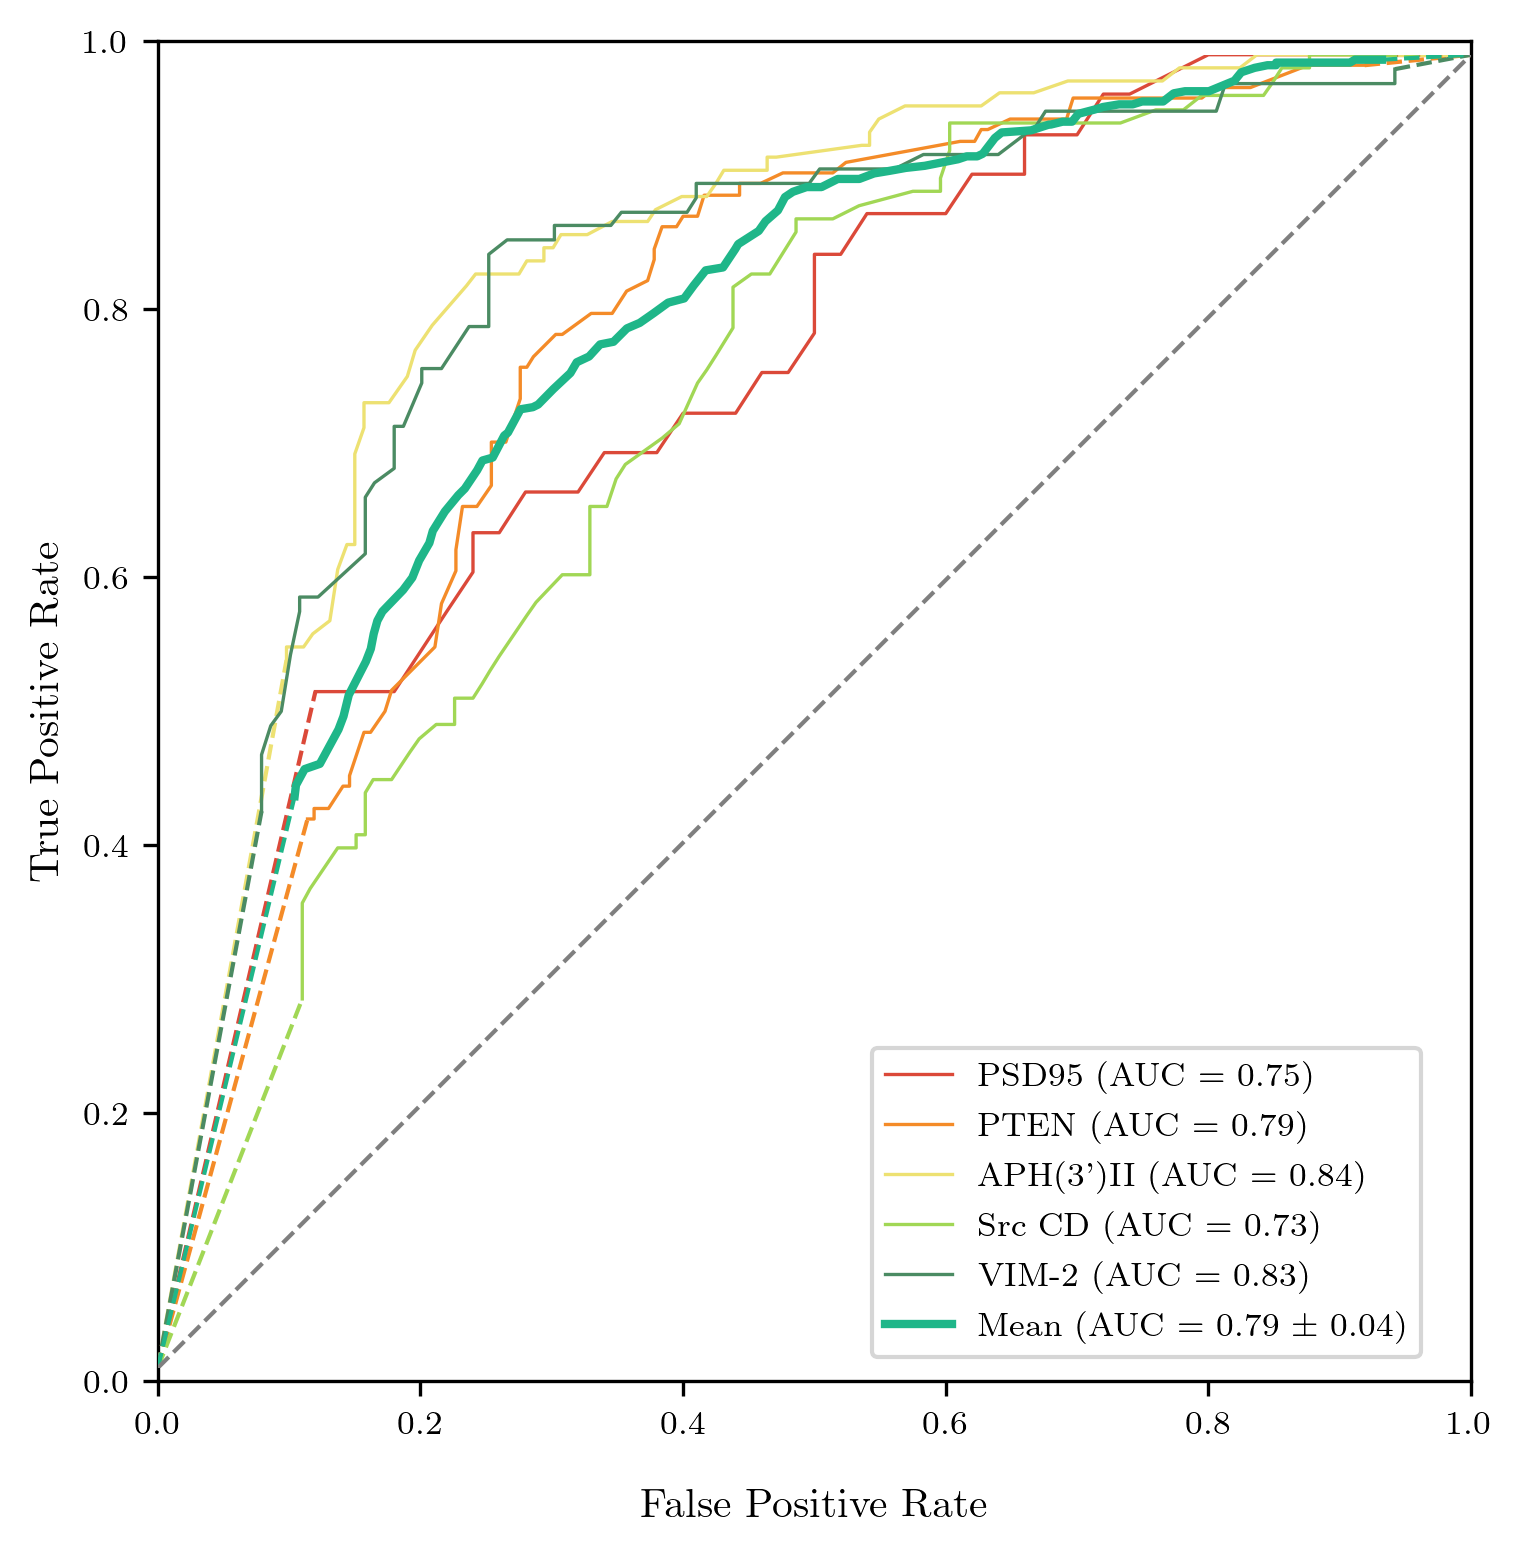 1.0
0.8
0.6
0.4
0.2
0.0
True Positive Rate
PSD95 (AUC = 0.75)
PTEN (AUC = 0.79)
APH(3’)II (AUC = 0.84)
Src CD (AUC = 0.73)
VIM-2 (AUC = 0.83)
Mean (AUC = 0.79 ± 0.04)
0.0 0.2 0.4 0.6 0.8 1.0
False Positive Rate